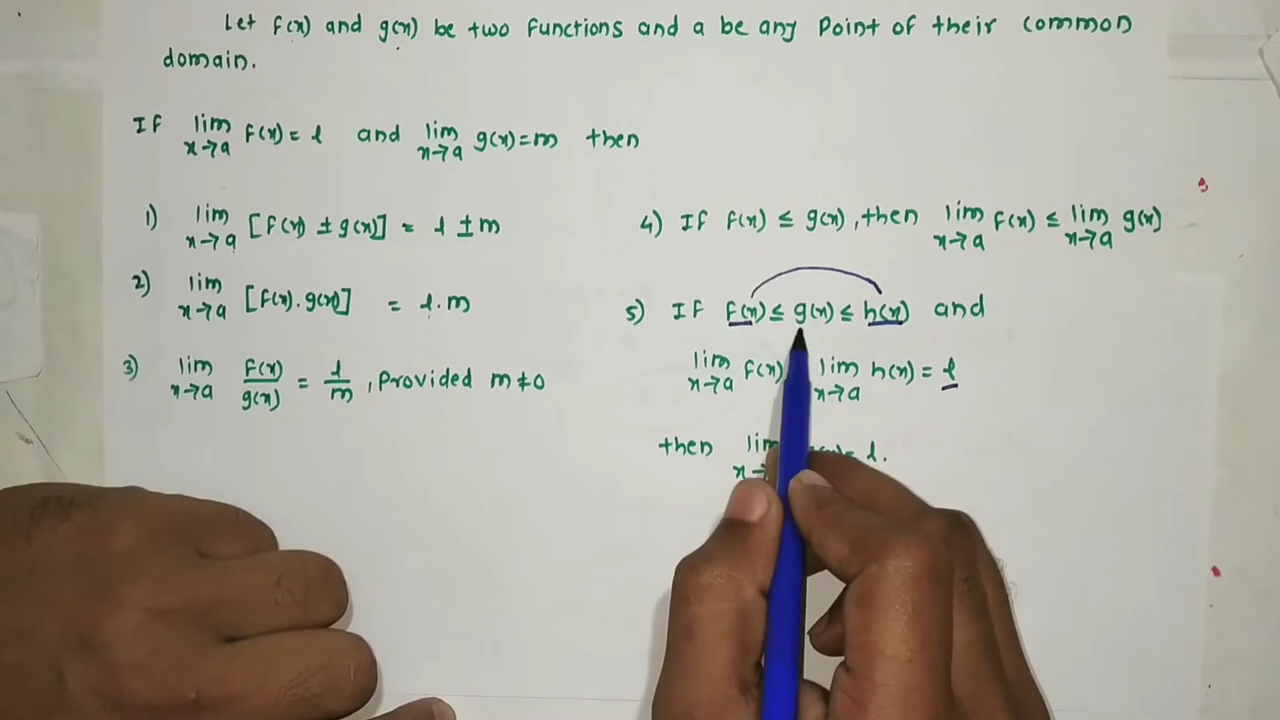 Let f(x) and g(x) be two functions and a be any Point of their common
domain.
If lim x→a f(x) = l and lim x→a g(x) = m then
1) lim x→a [f(x) ± g(x)] = l ± m
2) lim x→a [f(x). g(x)] = l. m
3) lim x→a f(x)/g(x) = l/m, Provided m ≠ 0
4) If f(x) ≤ g(x), then lim x→a f(x) ≤ lim x→a g(x)
5) If f(x) ≤ g(x) ≤ h(x) and
lim x→a f(x) lim x→a h(x) = l
then lim l.